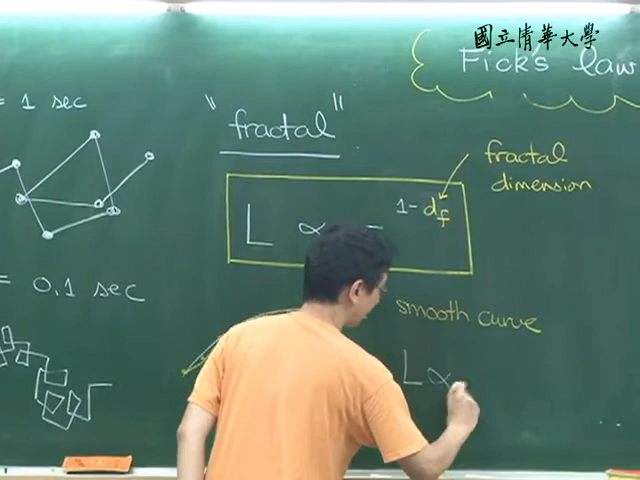 國立清華大學
Fick's law
= 1 sec
"fractal"
fractal
dimension
L ∝ 1-df
= 0.1 sec
smooth curve
L ∝